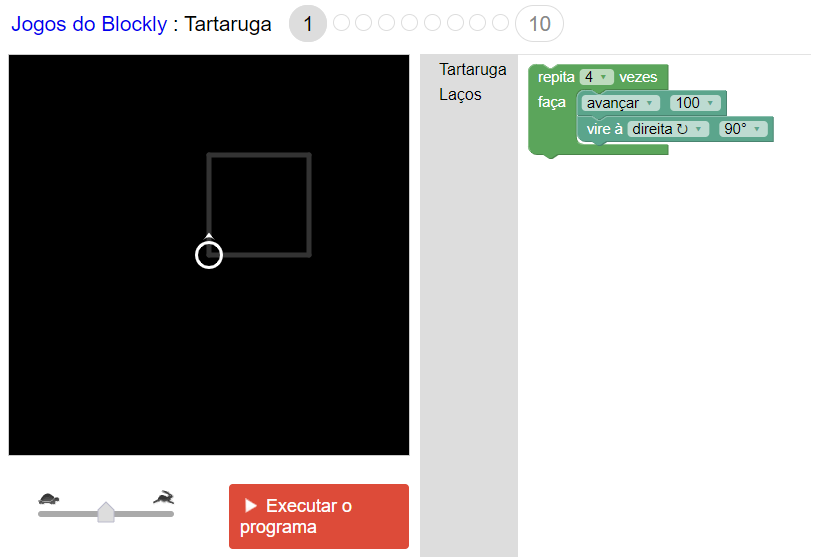 Jogos do Blockly : Tartaruga 1 10
Tartaruga
Laços
repita 4 vezes
faça avançar 100
vire à direita ↻ 90°
Executar o
programa